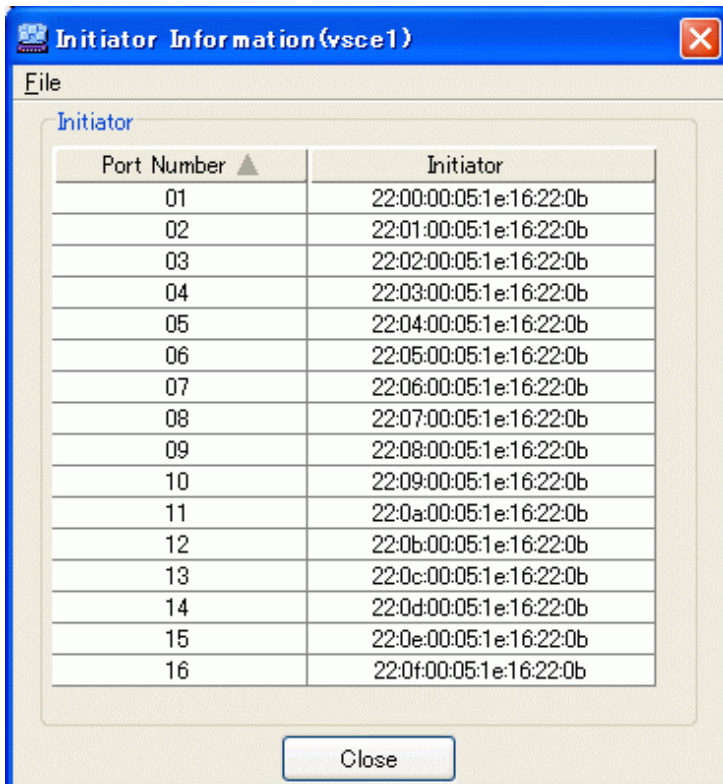 Initiator Information(vsce1)
File
Initiator
Port Number Initiator
01 22:00:00:05:1e:16:22:0b
02 22:01:00:05:1e:16:22:0b
03 22:02:00:05:1e:16:22:0b
04 22:03:00:05:1e:16:22:0b
05 22:04:00:05:1e:16:22:0b
06 22:05:00:05:1e:16:22:0b
07 22:06:00:05:1e:16:22:0b
08 22:07:00:05:1e:16:22:0b
09 22:08:00:05:1e:16:22:0b
10 22:09:00:05:1e:16:22:0b
11 22:0a:00:05:1e:16:22:0b
12 22:0b:00:05:1e:16:22:0b
13 22:0c:00:05:1e:16:22:0b
14 22:0d:00:05:1e:16:22:0b
15 22:0e:00:05:1e:16:22:0b
16 22:0f:00:05:1e:16:22:0b
Close